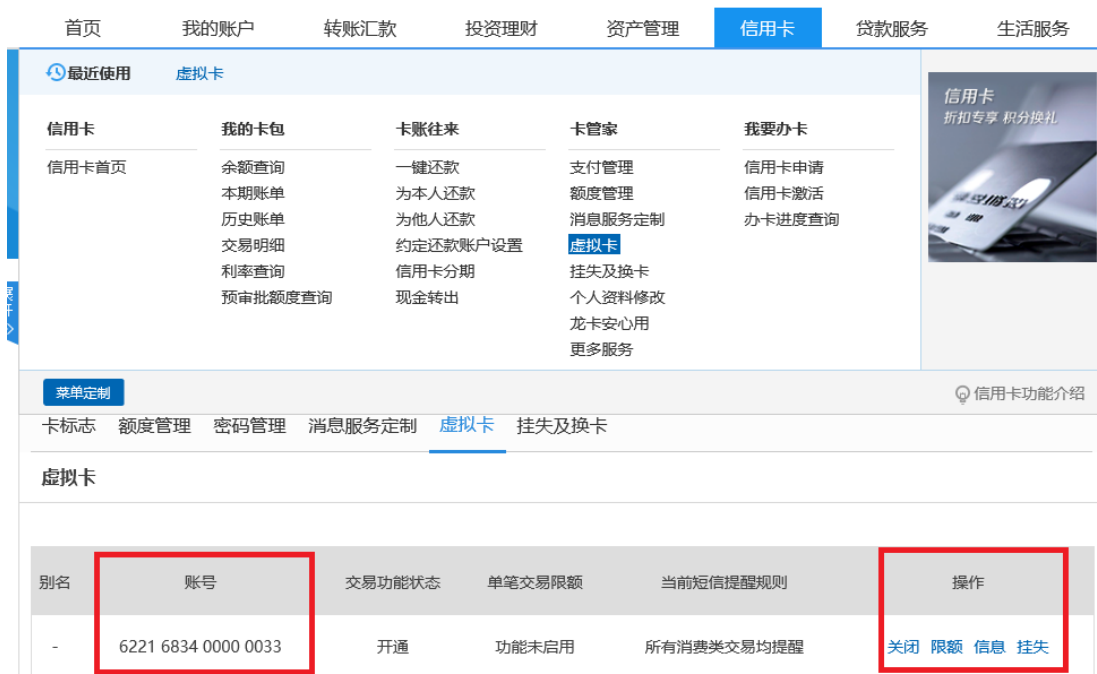 首页 我的账户 转账汇款 投资理财 资产管理 信用卡 贷款服务 生活服务
最近使用 虚拟卡
信用卡
折扣专享 积分换礼
信用卡 我的卡包 卡账往来 卡管家 我要办卡
信用卡首页 余额查询 一键还款 支付管理 信用卡申请
本期账单 为本人还款 额度管理 信用卡激活
历史账单 为他人还款 消息服务定制 办卡进度查询
交易明细 约定还款账户设置 虚拟卡
利率查询 信用卡分期 挂失及换卡
预审批额度查询 现金转出 个人资料修改
龙卡安心用
更多服务
菜单定制 信用卡功能介绍
卡标志 额度管理 密码管理 消息服务定制 虚拟卡 挂失及换卡
虚拟卡
别名 账号 交易功能状态 单笔交易限额 当前短信提醒规则 操作
- 6221 6834 0000 0033 开通 功能未启用 所有消费类交易均提醒 关闭 限额 信息 挂失